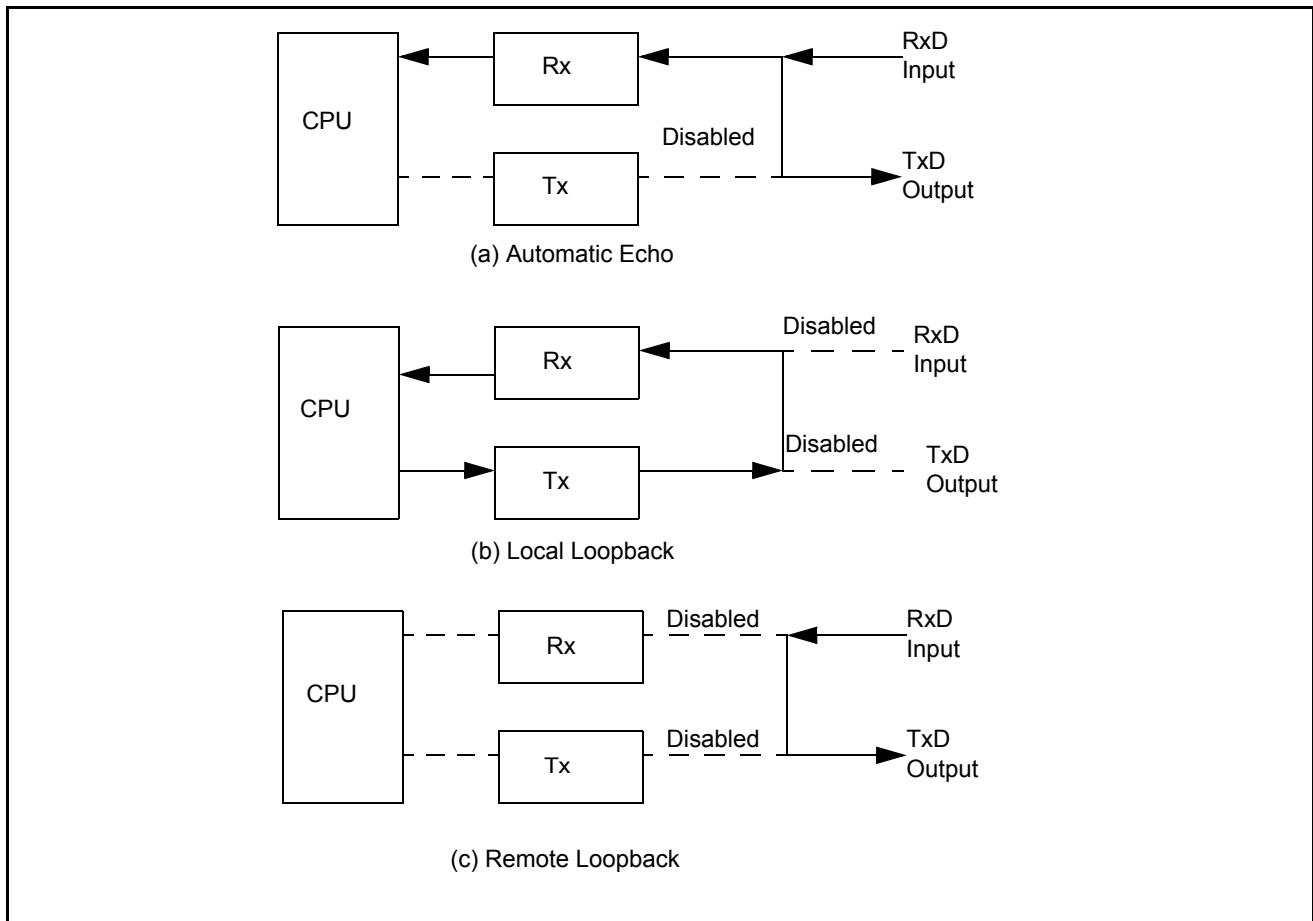 RxD
Input
Rx
CPU
Disabled
TxD
Output
Tx
(a) Automatic Echo
Disabled
RxD
Input
Rx
CPU
Disabled
TxD
Output
Tx
(b) Local Loopback
Disabled
RxD
Input
Rx
CPU
Disabled
TxD
Output
Tx
(c) Remote Loopback